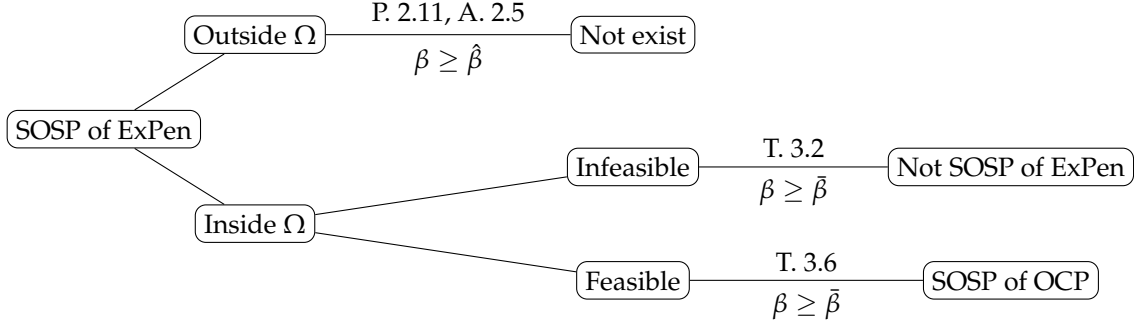 P. 2.11, A. 2.5
Outside Ω
Not exist
β ≥ β̂
SOSP of ExPen
T. 3.2
Infeasible
Not SOSP of ExPen
β ≥ β̄
Inside Ω
T. 3.6
Feasible
SOSP of OCP
β ≥ β̄